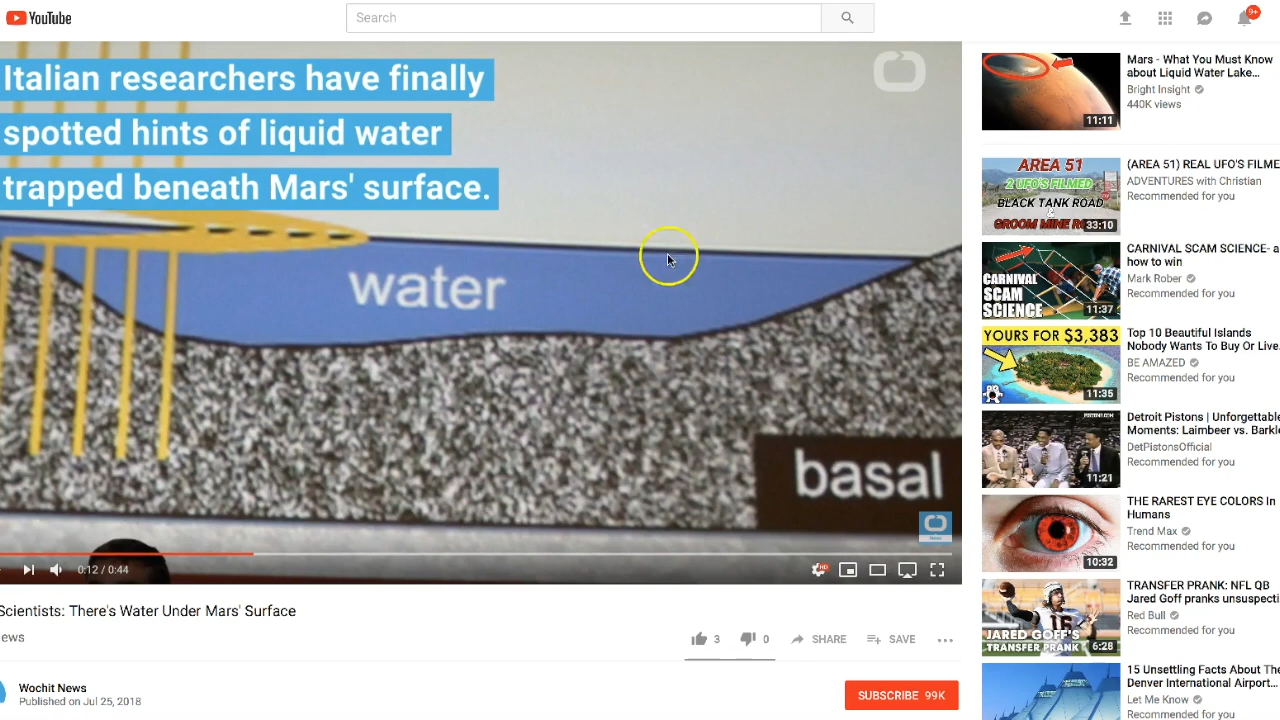 YouTube
Search
9+
Italian researchers have finally
spotted hints of liquid water
trapped beneath Mars' surface.
water
basal
News
0:12 / 0:44
HD
Scientists: There's Water Under Mars' Surface
ews
3
0
SHARE
SAVE
Wochit News
Published on Jul 25, 2018
SUBSCRIBE 99K
11:11
Mars - What You Must Know
about Liquid Water Lake...
Bright Insight
440K views
AREA 51
2 UFO'S FILMED
BLACK TANK ROAD
&
GROOM MINE R
33:10
(AREA 51) REAL UFO'S FILME
ADVENTURES with Christian
Recommended for you
CARNIVAL
SCAM
SCIENCE
11:37
CARNIVAL SCAM SCIENCE- a
how to win
Mark Rober
Recommended for you
YOURS FOR $3,383
11:35
Top 10 Beautiful Islands
Nobody Wants To Buy Or Live.
BE AMAZED
Recommended for you
PISTONS.COM
11:21
Detroit Pistons | Unforgettable
Moments: Laimbeer vs. Barkle
DetPistonsOfficial
Recommended for you
10:32
THE RAREST EYE COLORS In
Humans
Trend Max
Recommended for you
16
JARED GOFF'S
TRANSFER PRANK
6:28
TRANSFER PRANK: NFL QB
Jared Goff pranks unsuspecti
Red Bull
Recommended for you
15 Unsettling Facts About The
Denver International Airport...
Let Me Know
Recommended for you